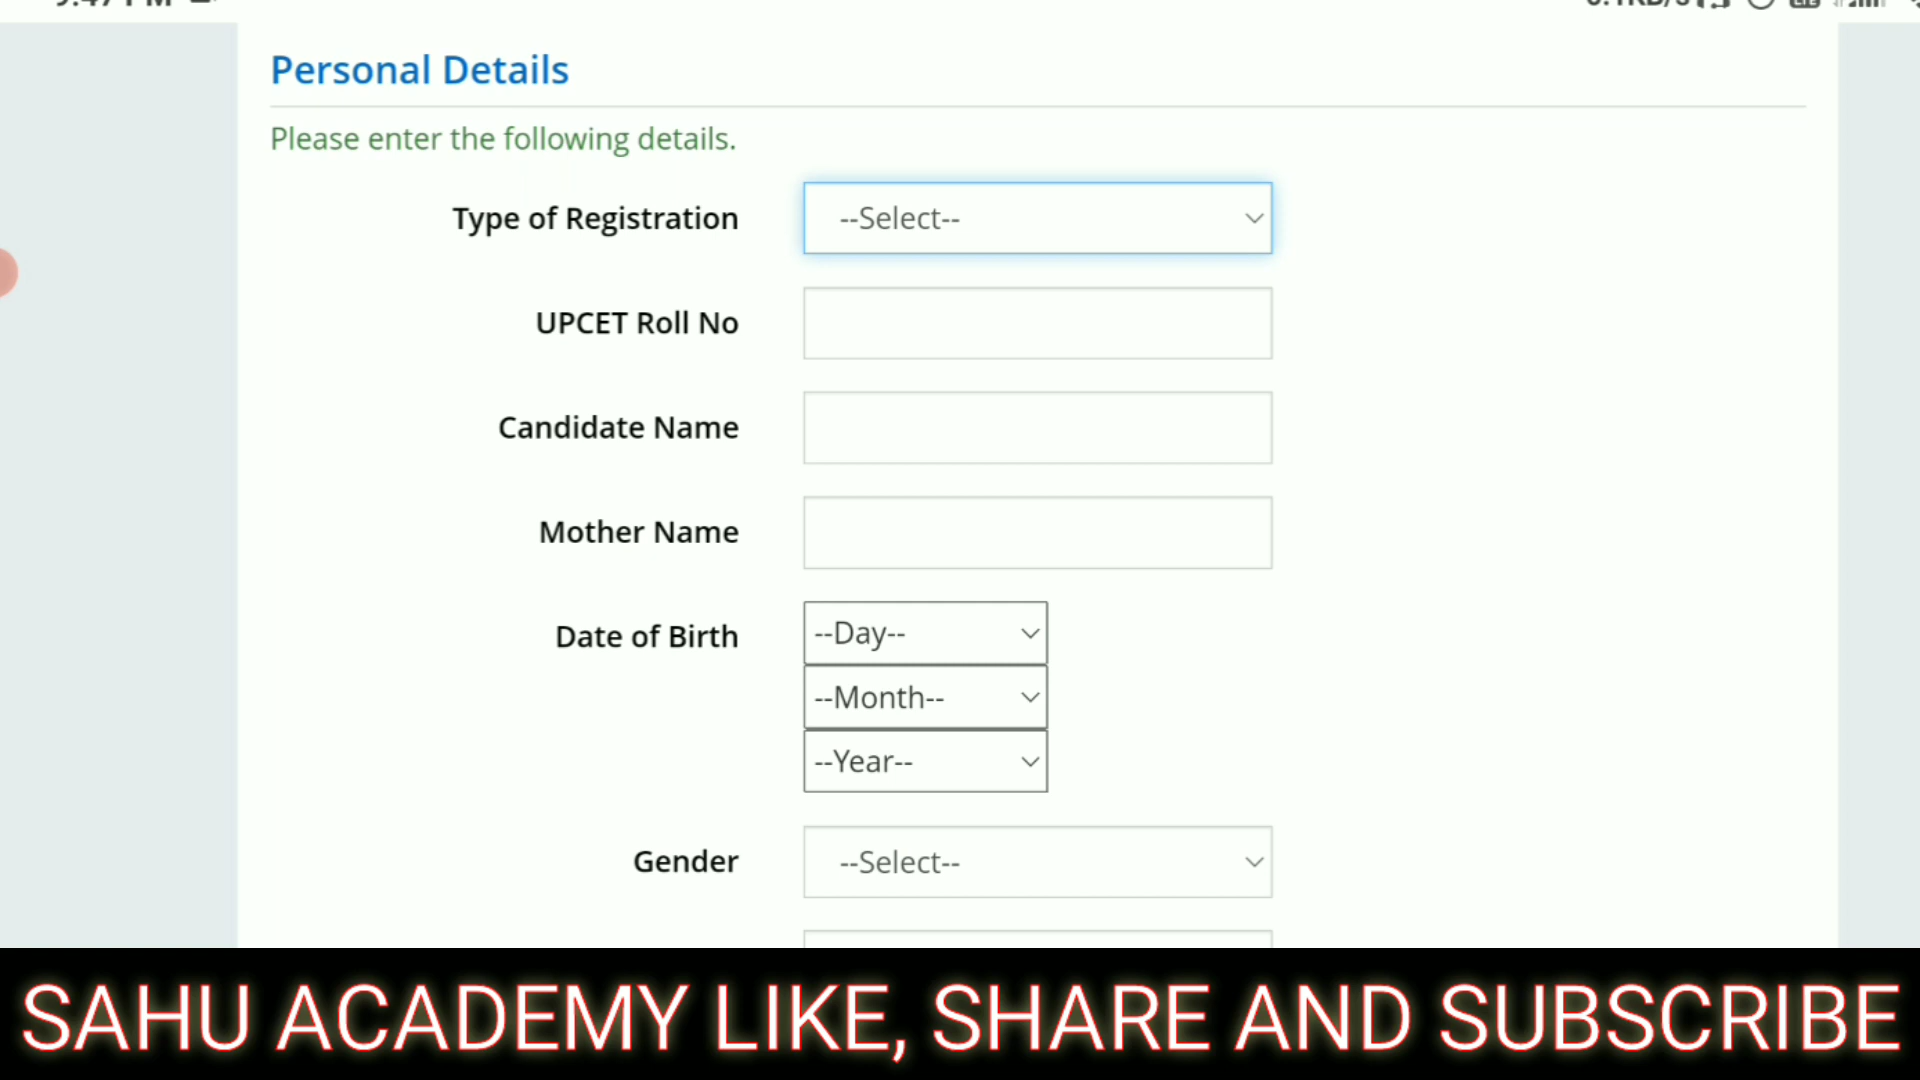 Personal Details
Please enter the following details.
Type of Registration --Select--
UPCET Roll No
Candidate Name
Mother Name
Date of Birth --Day--
--Month--
--Year--
Gender --Select--
SAHU ACADEMY LIKE, SHARE AND SUBSCRIBE